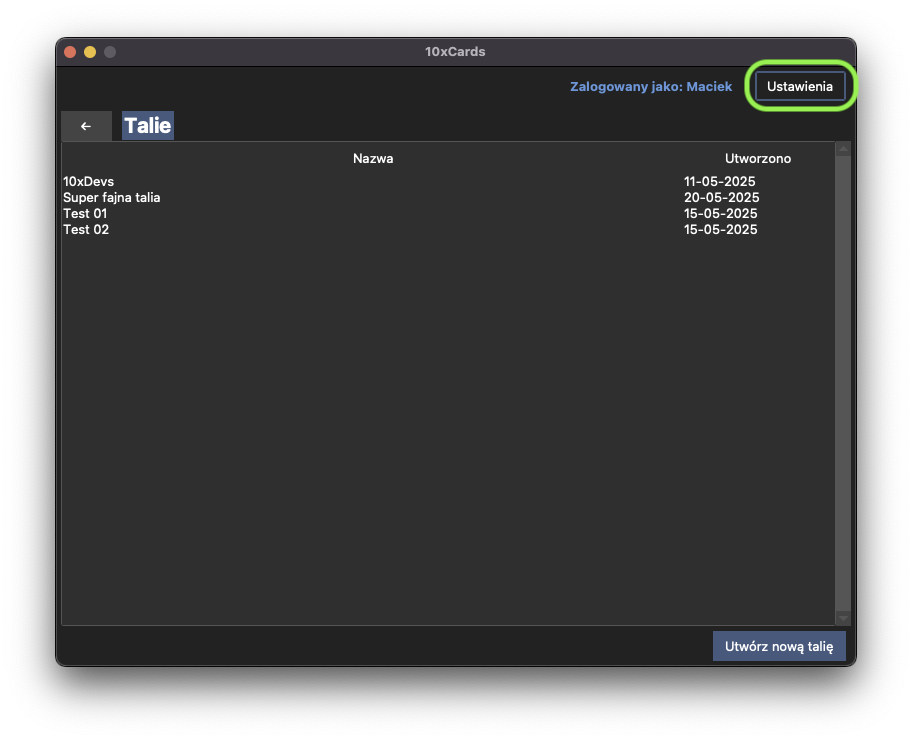 10xCards
Zalogowany jako: Maciek Ustawienia
← Talie
Nazwa Utworzono
10xDevs 11-05-2025
Super fajna talia 20-05-2025
Test 01 15-05-2025
Test 02 15-05-2025
Utwórz nową talię